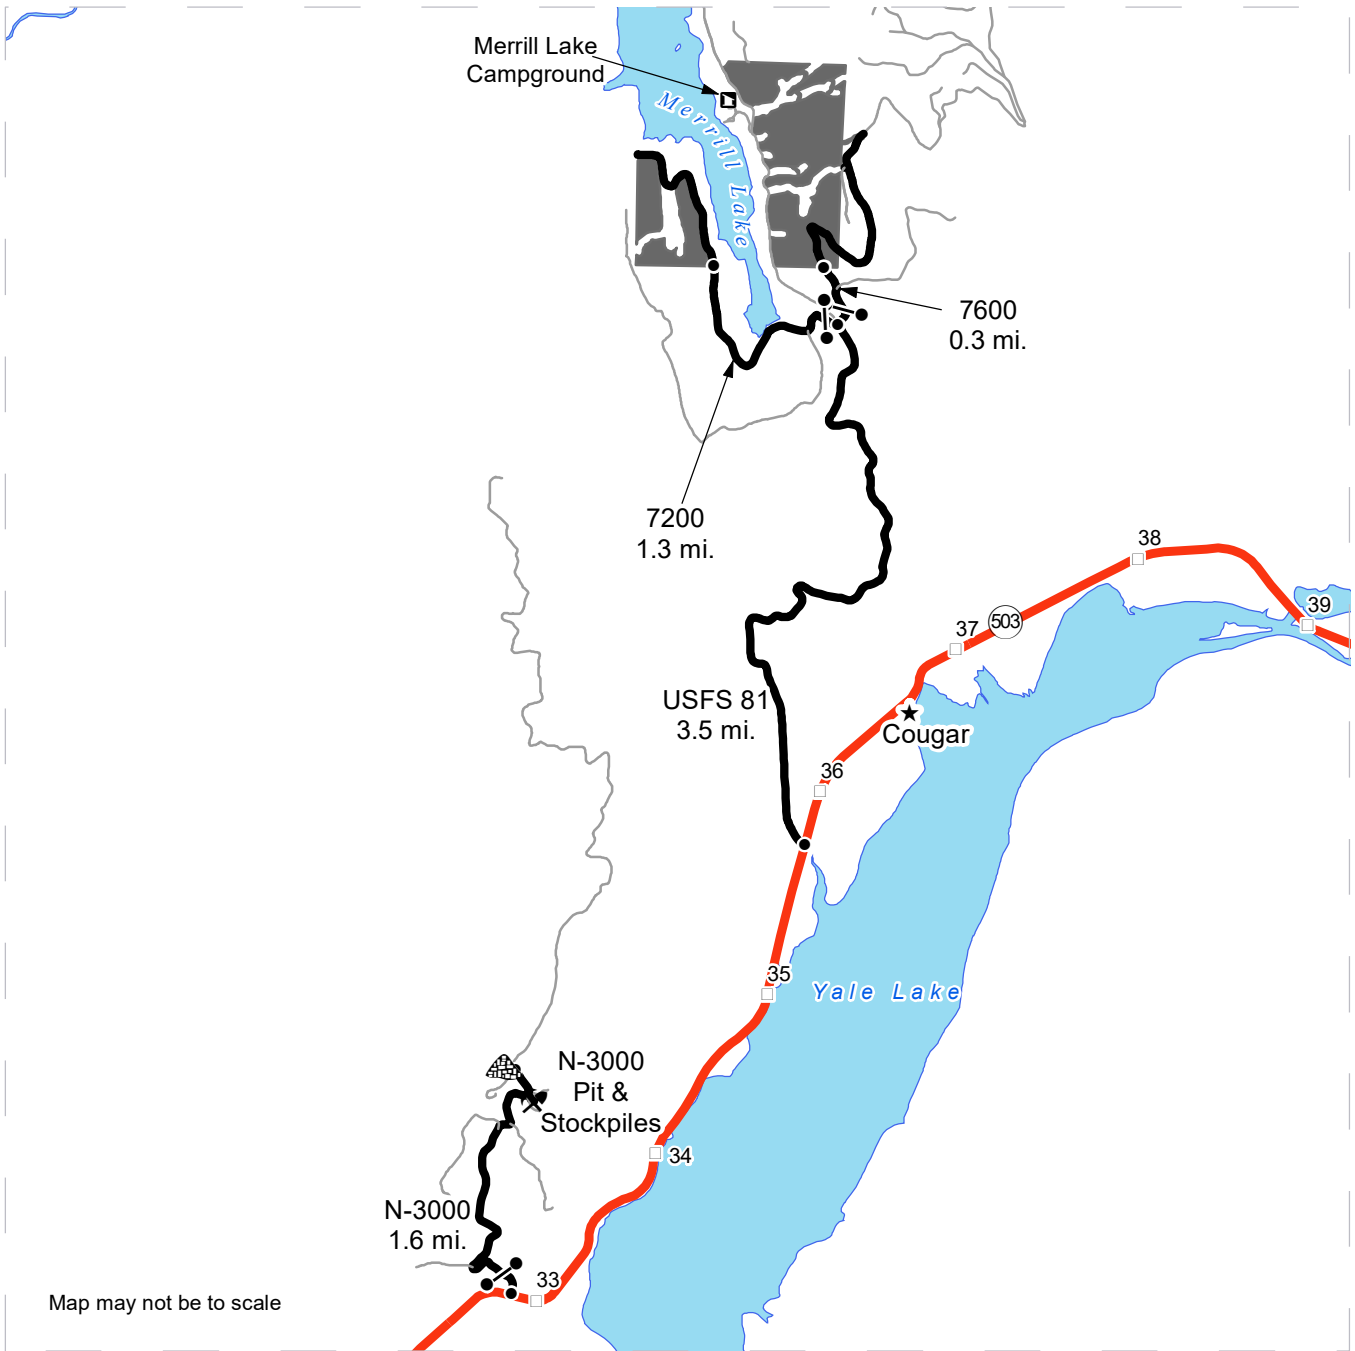 Merrill Lake
Campground
Merrill Lake
7600
0.3 mi.
7200
1.3 mi.
38
39
37
503
USFS 81
3.5 mi.
Cougar
36
35
Yale Lake
N-3000
Pit &
Stockpiles
34
N-3000
1.6 mi.
33
Map may not be to scale